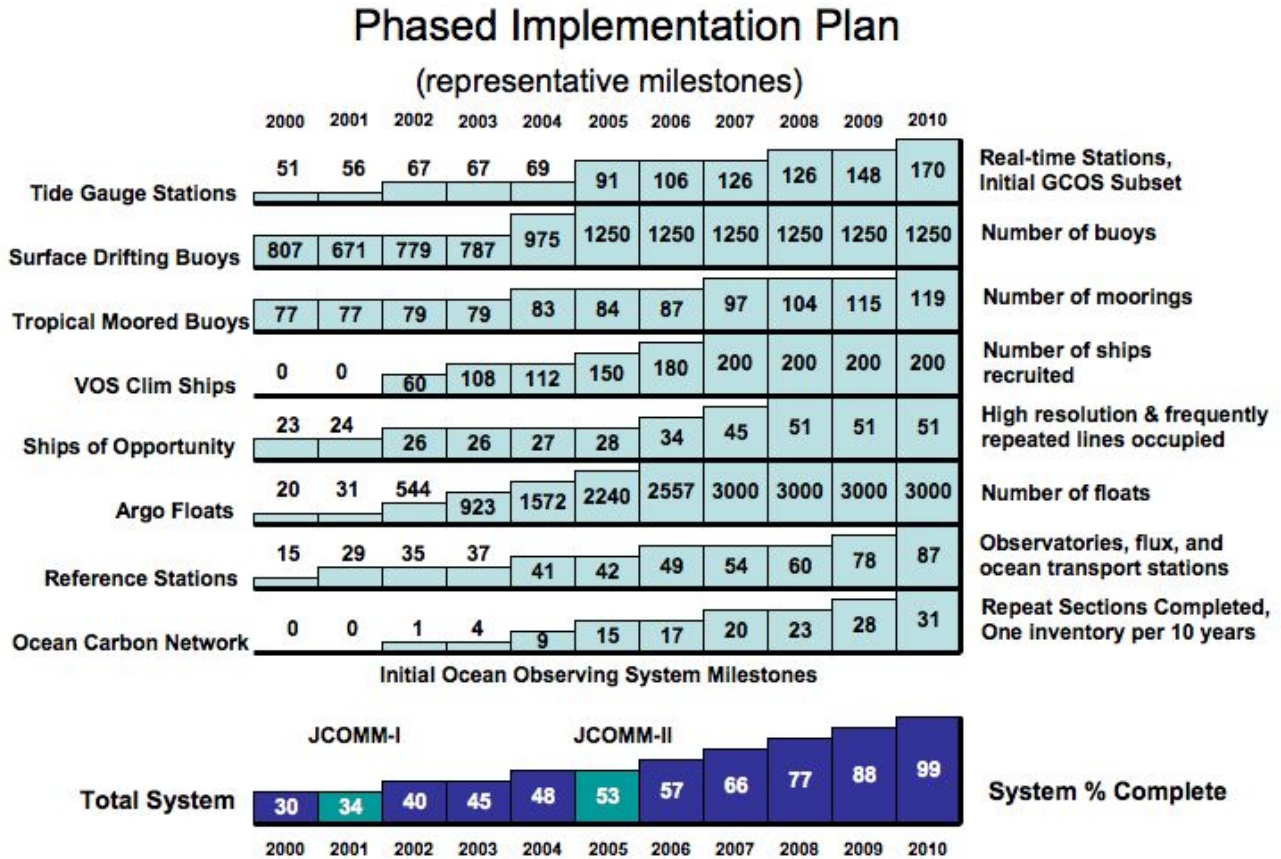 Phased Implementation Plan
(representative milestones)
2000 2001 2002 2003 2004 2005 2006 2007 2008 2009 2010
Tide Gauge Stations 51 56 67 67 69 91 106 126 126 148 170 Real-time Stations,
Initial GCOS Subset
Surface Drifting Buoys 807 671 779 787 975 1250 1250 1250 1250 1250 1250 Number of buoys
Tropical Moored Buoys 77 77 79 79 83 84 87 97 104 115 119 Number of moorings
VOS Clim Ships 0 0 60 108 112 150 180 200 200 200 200 Number of ships
recruited
Ships of Opportunity 23 24 26 26 27 28 34 45 51 51 51 High resolution & frequently
repeated lines occupied
Argo Floats 20 31 544 923 1572 2240 2557 3000 3000 3000 3000 Number of floats
Reference Stations 15 29 35 37 41 42 49 54 60 78 87 Observatories, flux, and
ocean transport stations
Ocean Carbon Network 0 0 1 4 9 15 17 20 23 28 31 Repeat Sections Completed,
One inventory per 10 years
Initial Ocean Observing System Milestones
JCOMM-I JCOMM-II
Total System 30 34 40 45 48 53 57 66 77 88 99 System % Complete
2000 2001 2002 2003 2004 2005 2006 2007 2008 2009 2010